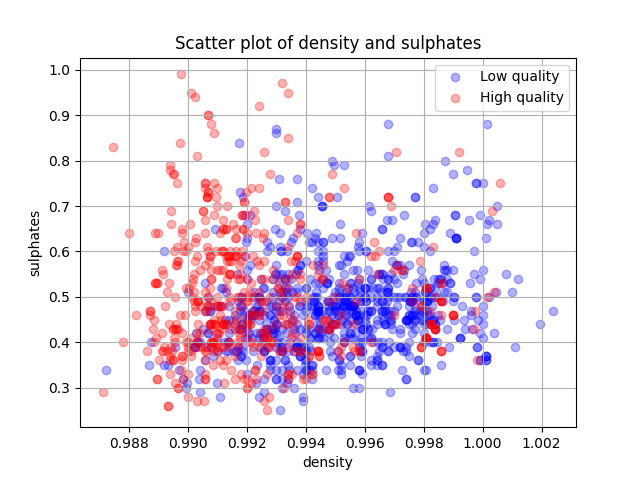 Scatter plot of density and sulphates
Low quality
High quality
1.0
0.9
0.8
0.7
0.6
0.5
0.4
0.3
sulphates
0.988 0.990 0.992 0.994 0.996 0.998 1.000 1.002
density